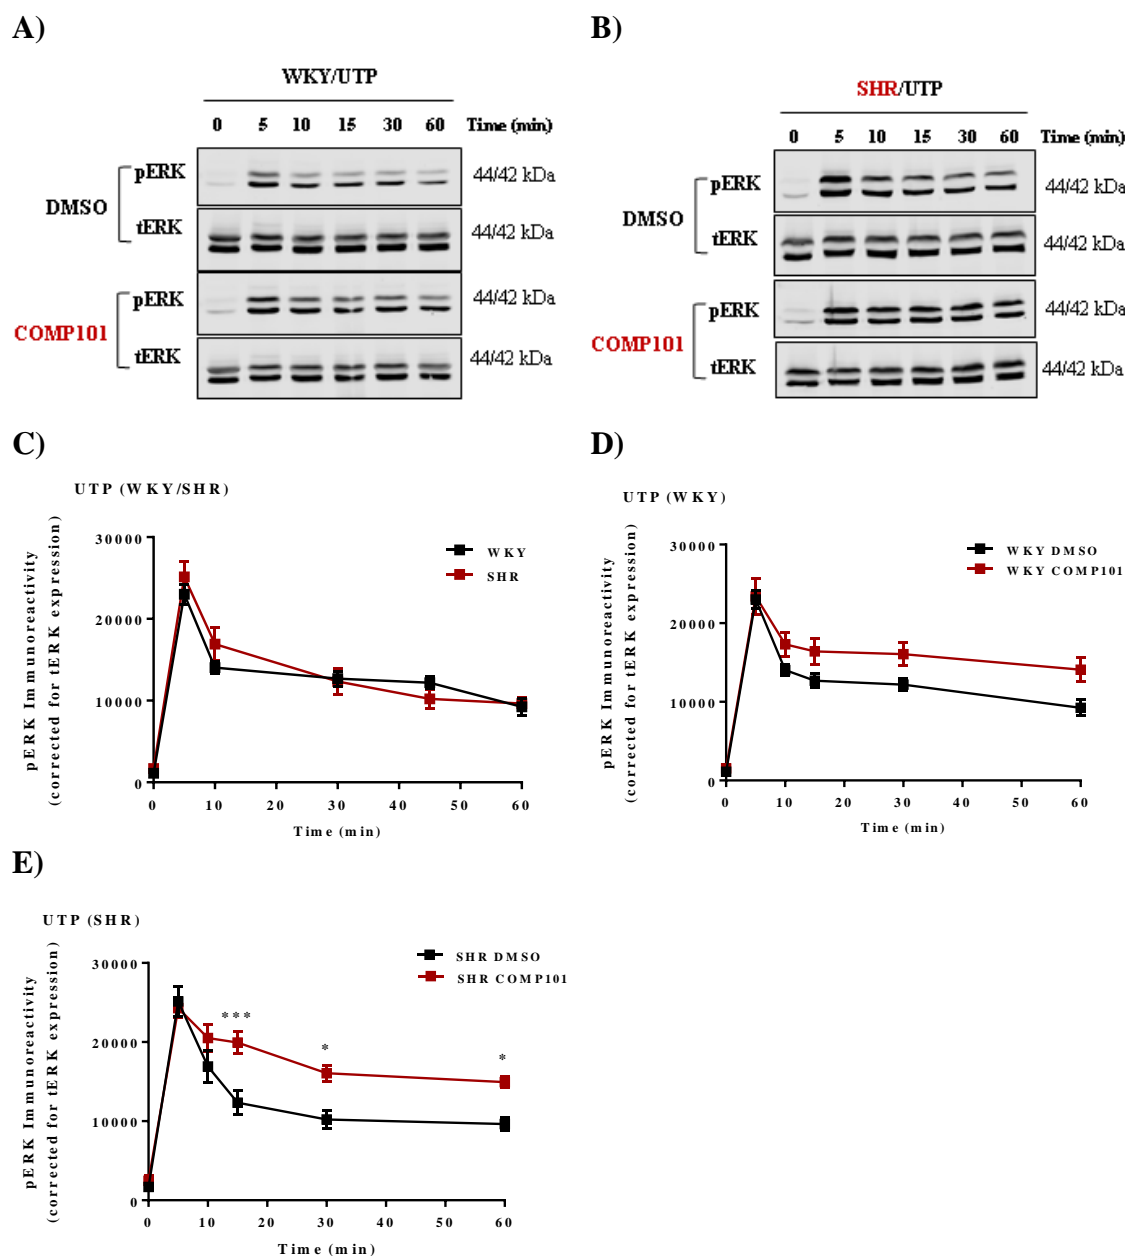 A)
WKY/UTP
0 5 10 15 30 60 Time (min)
DMSO
pERK 44/42 kDa
tERK 44/42 kDa
COMP101
pERK 44/42 kDa
tERK 44/42 kDa
B)
SHR/UTP
0 5 10 15 30 60 Time (min)
DMSO
pERK 44/42 kDa
tERK 44/42 kDa
COMP101
pERK 44/42 kDa
tERK 44/42 kDa
C)
UTP (WKY/SHR)
pERK Immunoreactivity
(corrected for tERK expression)
30000
20000
10000
0
WKY
SHR
0 10 20 30 40 50 60
Time (min)
D)
UTP (WKY)
pERK Immunoreactivity
(corrected for tERK expression)
30000
20000
10000
0
WKY DMSO
WKY COMP101
0 10 20 30 40 50 60
Time (min)
E)
UTP (SHR)
pERK Immunoreactivity
(corrected for tERK expression)
30000
20000
10000
0
SHR DMSO
SHR COMP101
***
*
*
0 10 20 30 40 50 60
Time (min)